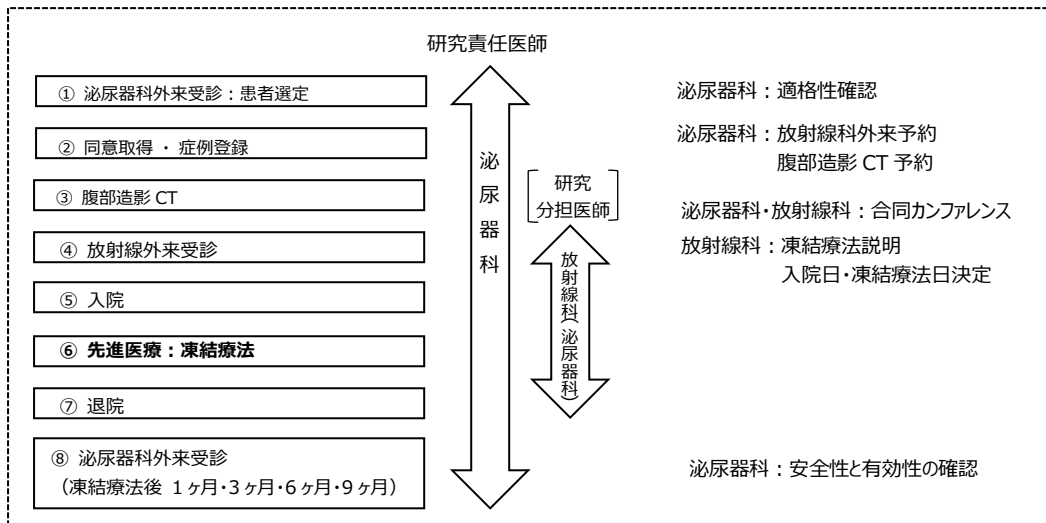 研究責任医師
① 泌尿器科外来受診:患者選定
② 同意取得 ・ 症例登録
③ 腹部造影 CT
④ 放射線外来受診
⑤ 入院
⑥ 先進医療:凍結療法
⑦ 退院
⑧ 泌尿器科外来受診
(凍結療法後 1ヶ月・3ヶ月・6ヶ月・9ヶ月)
泌尿器科
研究
分担医師
放射線科(泌尿器科)
泌尿器科:適格性確認
泌尿器科:放射線科外来予約
腹部造影 CT 予約
泌尿器科・放射線科:合同カンファレンス
放射線科:凍結療法説明
入院日・凍結療法日決定
泌尿器科:安全性と有効性の確認